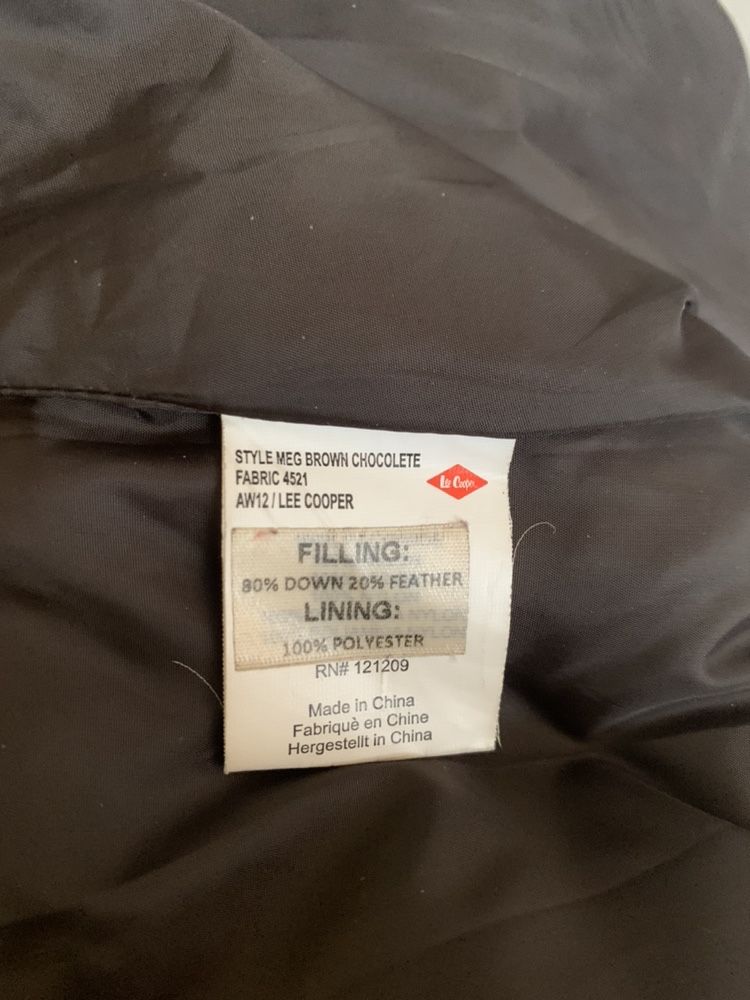 STYLE MEG BROWN CHOCOLETE
FABRIC 4521
AW12 / LEE COOPER
Lee Cooper
FILLING:
80% DOWN 20% FEATHER
LINING:
100% POLYESTER
RN# 121209
Made in China
Fabriquè en Chine
Hergestellt in China